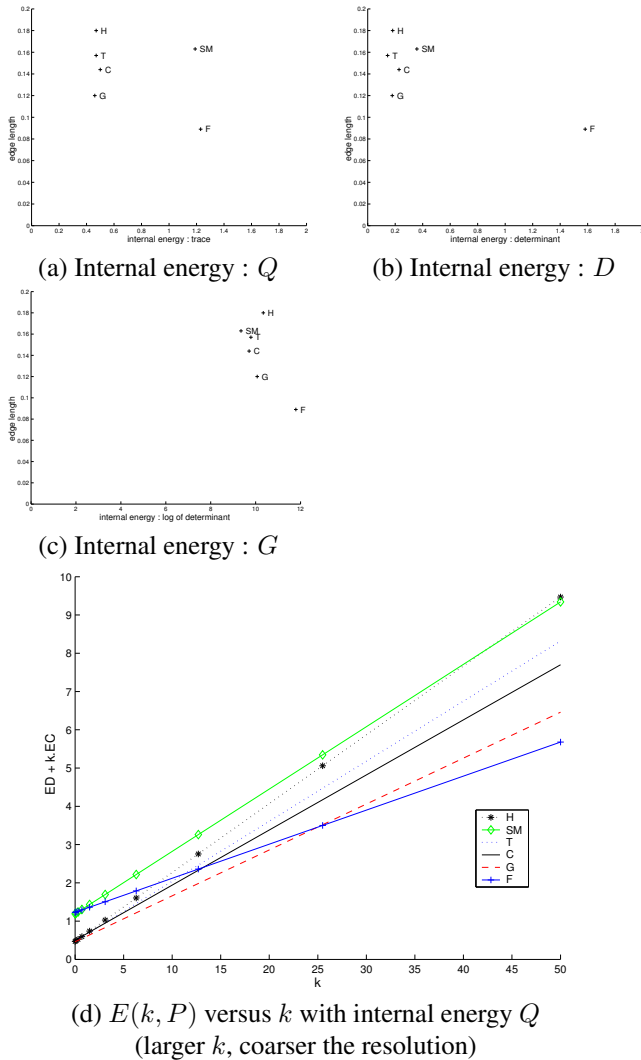 0.2
0.18
0.16
0.14
0.12
0.1
0.08
0.06
0.04
0.02
0
edge length
H
SM
T
C
G
F
0 0.2 0.4 0.6 0.8 1 1.2 1.4 1.6 1.8 2
internal energy : trace
(a) Internal energy : Q
0.2
0.18
0.16
0.14
0.12
0.1
0.08
0.06
0.04
0.02
0
edge length
H
SM
T
C
G
F
0 0.2 0.4 0.6 0.8 1 1.2 1.4 1.6 1.8
internal energy : determinant
(b) Internal energy : D
0.2
0.18
0.16
0.14
0.12
0.1
0.08
0.06
0.04
0.02
0
edge length
H
SM
T
C
G
F
0 2 4 6 8 10 12
internal energy : log of determinant
(c) Internal energy : G
10
9
8
7
6
5
4
3
2
1
0
ED + k.EC
H
SM
T
C
G
F
0 5 10 15 20 25 30 35 40 45 50
k
(d) E(k, P) versus k with internal energy Q
(larger k, coarser the resolution)